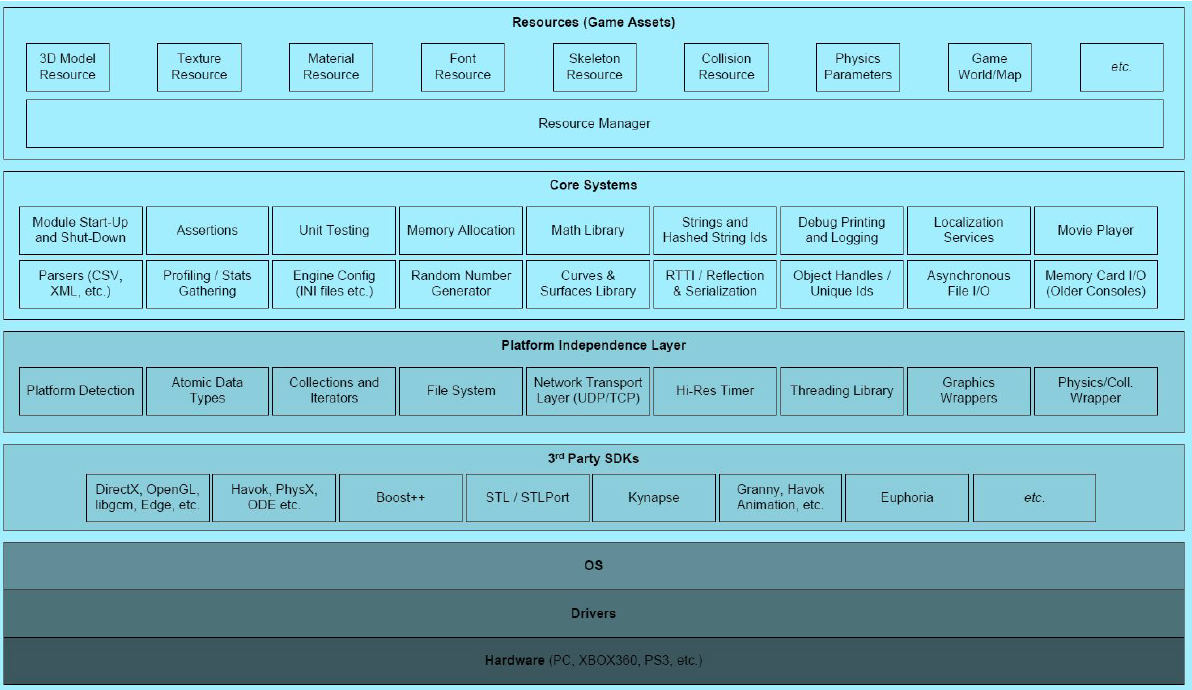 Resources (Game Assets)
3D Model
Resource
Texture
Resource
Material
Resource
Font
Resource
Skeleton
Resource
Collision
Resource
Physics
Parameters
Game
World/Map
etc.
Resource Manager
Core Systems
Module Start-Up
and Shut-Down
Assertions
Unit Testing
Memory Allocation
Math Library
Strings and
Hashed String Ids
Debug Printing
and Logging
Localization
Services
Movie Player
Parsers (CSV,
XML, etc.)
Profiling / Stats
Gathering
Engine Config
(INI files etc.)
Random Number
Generator
Curves &
Surfaces Library
RTTI / Reflection
& Serialization
Object Handles /
Unique Ids
Asynchronous
File I/O
Memory Card I/O
(Older Consoles)
Platform Independence Layer
Platform Detection
Atomic Data
Types
Collections and
Iterators
File System
Network Transport
Layer (UDP/TCP)
Hi-Res Timer
Threading Library
Graphics
Wrappers
Physics/Coll.
Wrapper
3rd Party SDKs
DirectX, OpenGL,
libgcm, Edge, etc.
Havok, PhysX,
ODE etc.
Boost++
STL / STLPort
Kynapse
Granny, Havok
Animation, etc.
Euphoria
etc.
OS
Drivers
Hardware (PC, XBOX360, PS3, etc.)